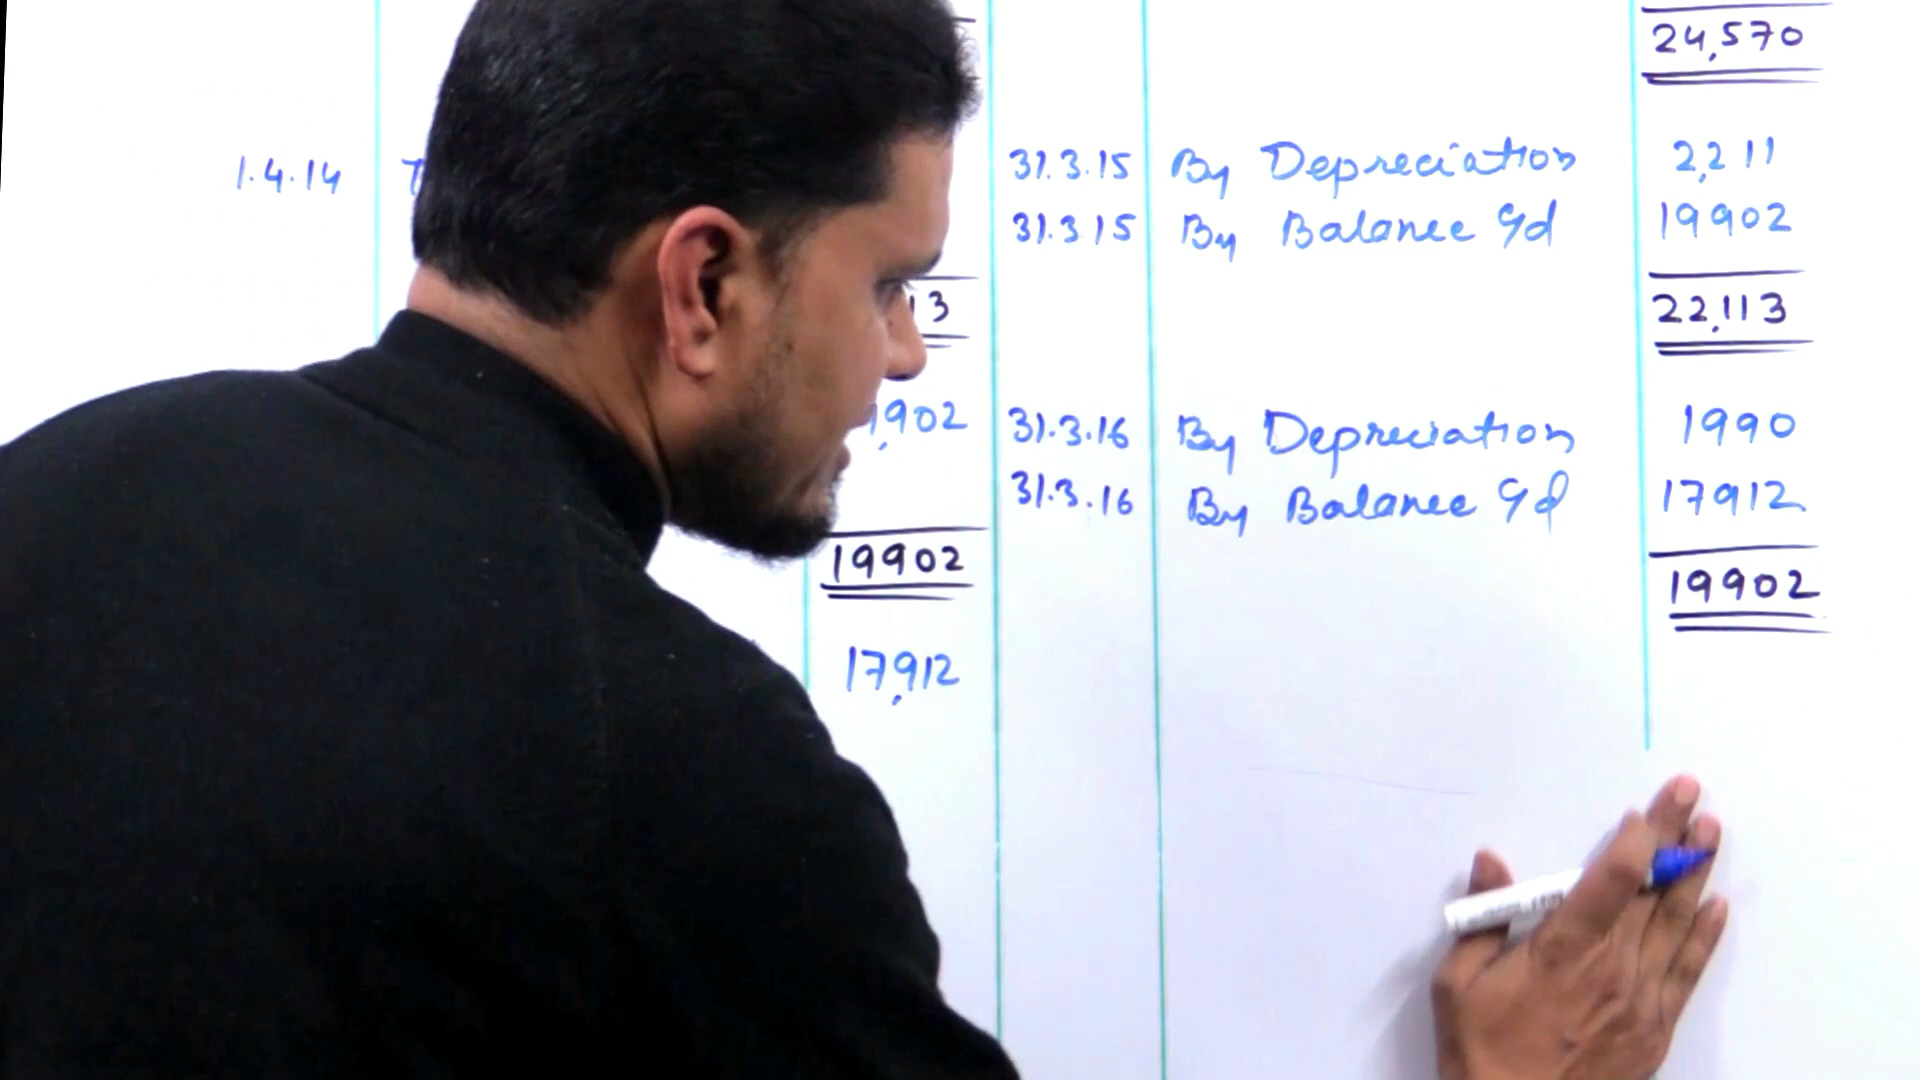 24,570
1.4.14 31.3.15 By Depreciation 2,211
31.3.15 By Balance c/d 19902
13 22,113
,902 31.3.16 By Depreciation 1990
31.3.16 By Balance c/d 17912
19902 19902
17,912